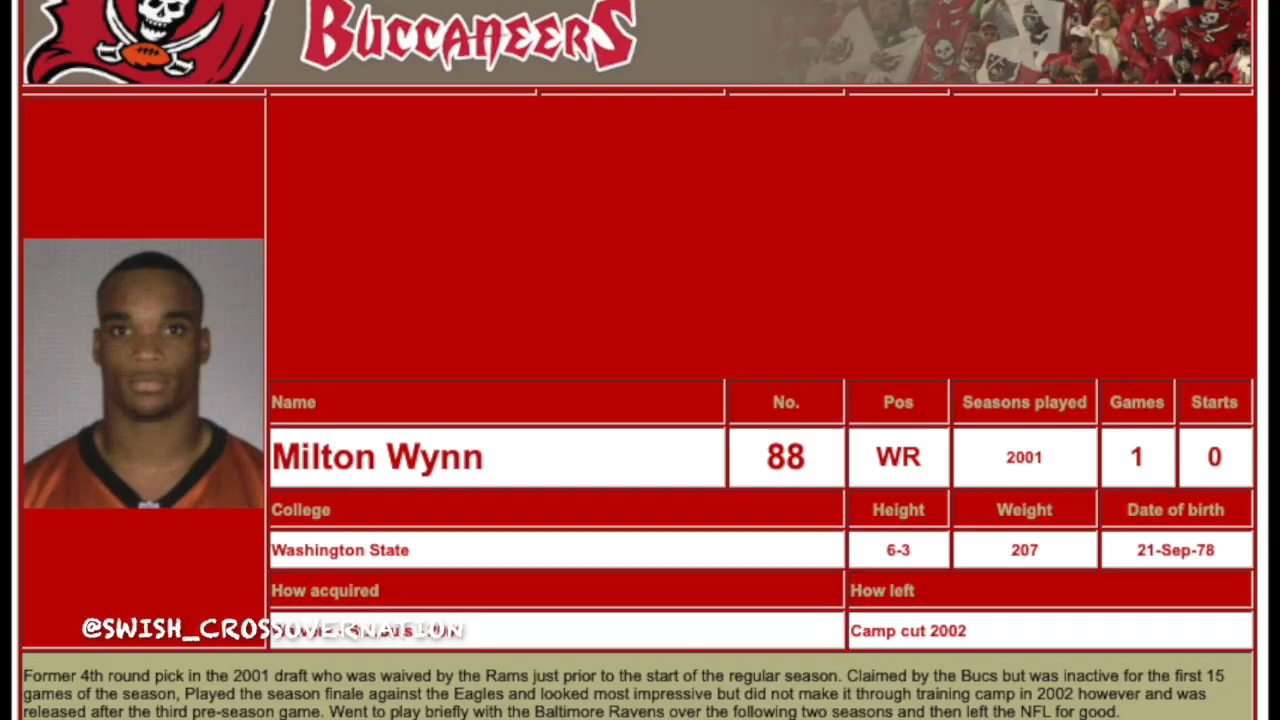 BUCCANEERS
Name No. Pos Seasons played Games Starts
Milton Wynn 88 WR 2001 1 0
College Height Weight Date of birth
Washington State 6-3 207 21-Sep-78
How acquired How left
@SWISH_CROSSOVERNATION Camp cut 2002
Former 4th round pick in the 2001 draft who was waived by the Rams just prior to the start of the regular season. Claimed by the Bucs but was inactive for the first 15
games of the season, Played the season finale against the Eagles and looked most impressive but did not make it through training camp in 2002 however and was
released after the third pre-season game. Went to play briefly with the Baltimore Ravens over the following two seasons and then left the NFL for good.